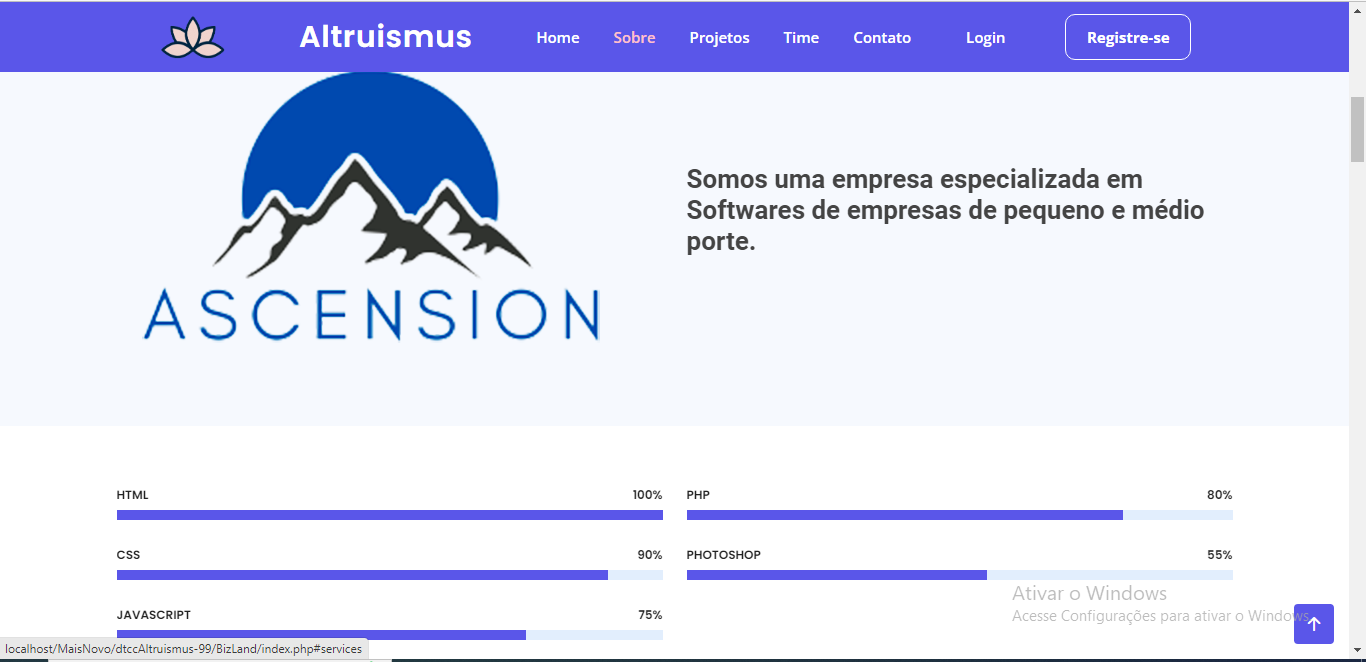 Altruismus
Home Sobre Projetos Time Contato Login Registre-se
ASCENSION
Somos uma empresa especializada em
Softwares de empresas de pequeno e médio
porte.
HTML 100%
CSS 90%
JAVASCRIPT 75%
PHP 80%
PHOTOSHOP 55%
Ativar o Windows
Acesse Configurações para ativar o Windows.
localhost/MaisNovo/dtccAltruismus-99/BizLand/index.php#services